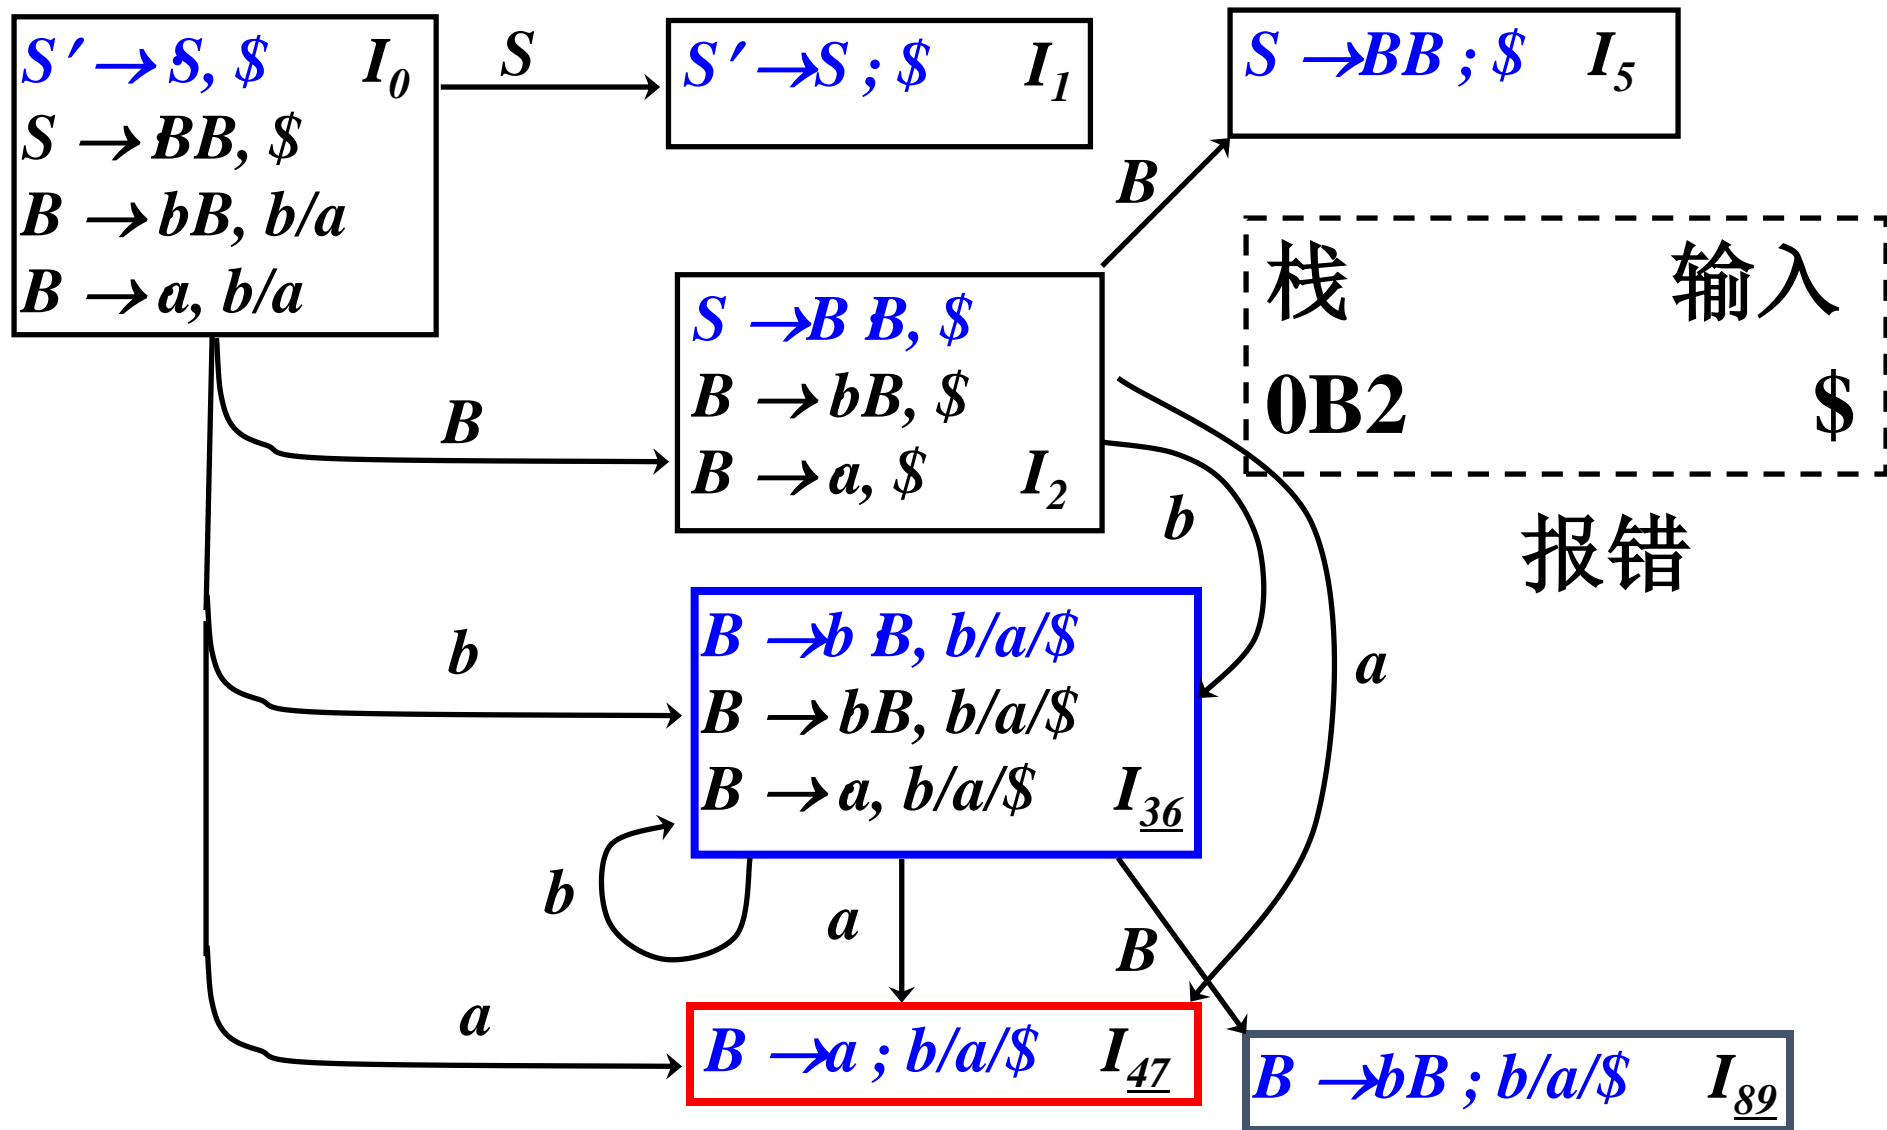 S′ → ·S, $ I0
S → ·BB, $
B → ·bB, b/a
B → ·a, b/a
S
S′ → S·, $ I1
S → BB·, $ I5
B
栈 输入
0B2 $
报错
S → B·B, $
B → ·bB, $
B → ·a, $ I2
B
b
a
B → b·B, b/a/$
B → ·bB, b/a/$
B → ·a, b/a/$ I36
b
b
a
B
B → a·, b/a/$ I47
a
B → bB·, b/a/$ I89